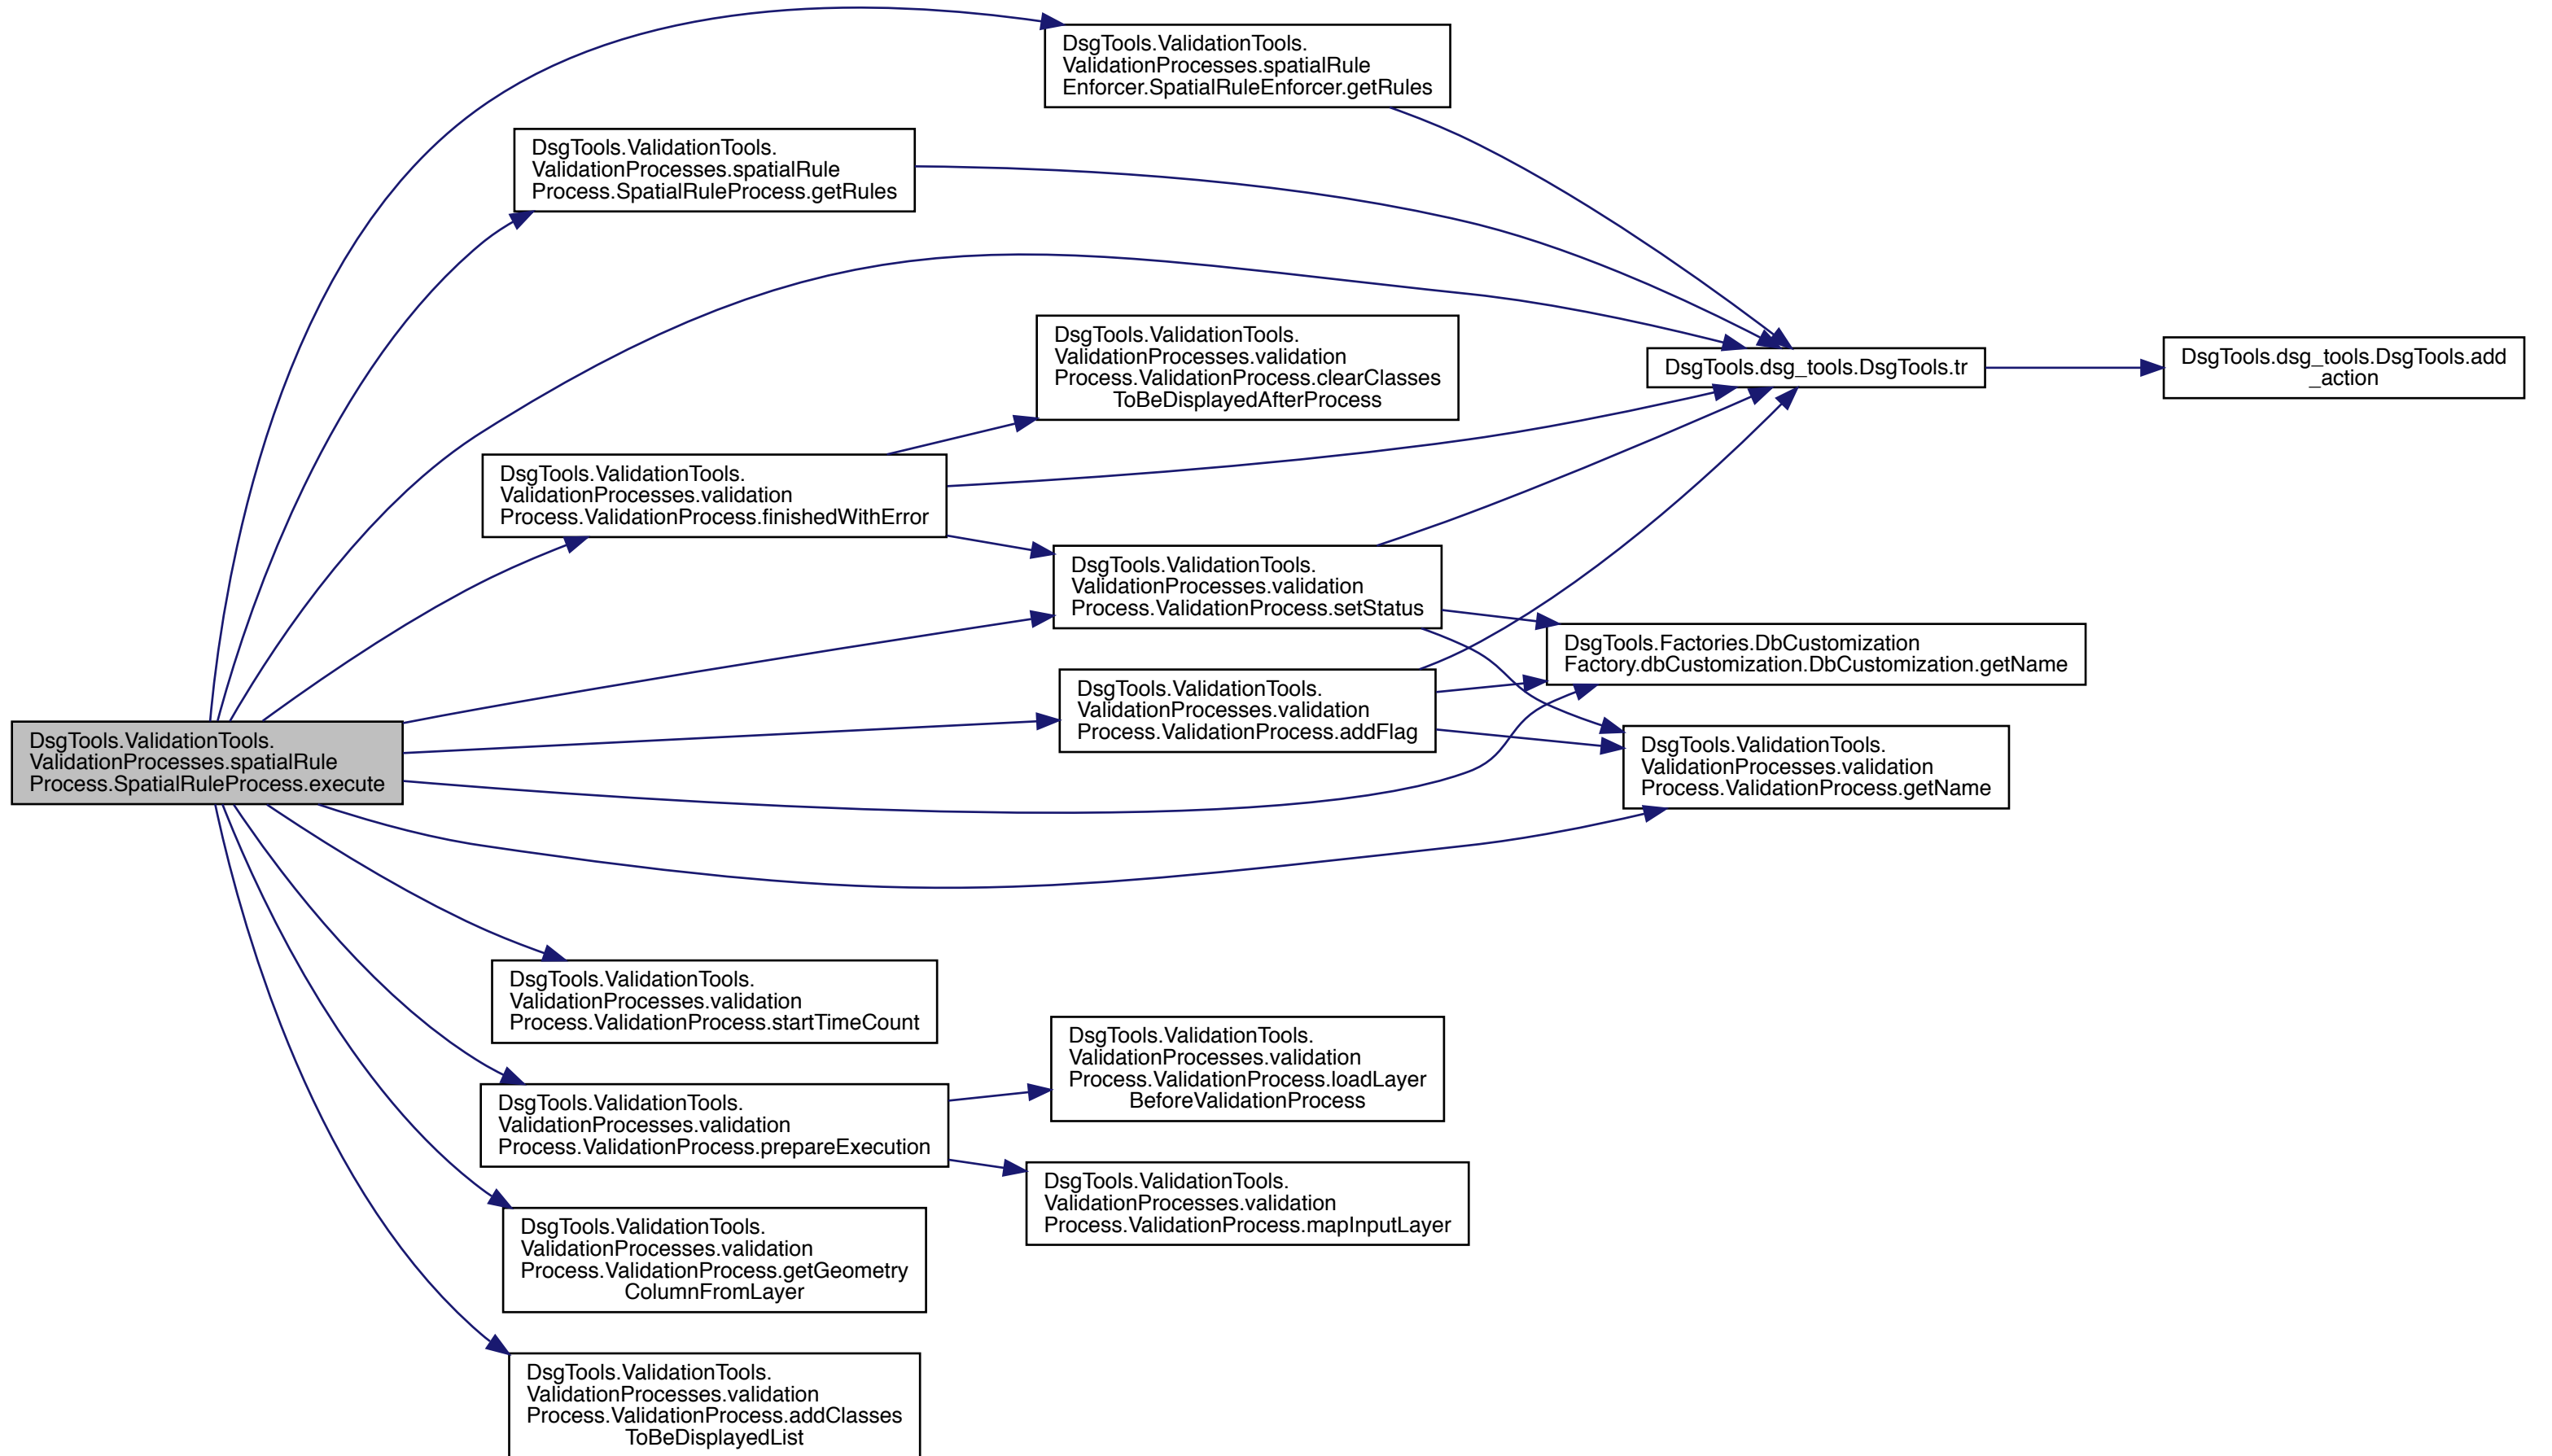 DsgTools.ValidationTools.
ValidationProcesses.spatialRule
Enforcer.SpatialRuleEnforcer.getRules
DsgTools.ValidationTools.
ValidationProcesses.spatialRule
Process.SpatialRuleProcess.getRules
DsgTools.ValidationTools.
ValidationProcesses.validation
Process.ValidationProcess.clearClasses
ToBeDisplayedAfterProcess
DsgTools.dsg_tools.DsgTools.tr
DsgTools.dsg_tools.DsgTools.add
_action
DsgTools.ValidationTools.
ValidationProcesses.validation
Process.ValidationProcess.finishedWithError
DsgTools.ValidationTools.
ValidationProcesses.validation
Process.ValidationProcess.setStatus
DsgTools.Factories.DbCustomization
Factory.dbCustomization.DbCustomization.getName
DsgTools.ValidationTools.
ValidationProcesses.validation
Process.ValidationProcess.addFlag
DsgTools.ValidationTools.
ValidationProcesses.spatialRule
Process.SpatialRuleProcess.execute
DsgTools.ValidationTools.
ValidationProcesses.validation
Process.ValidationProcess.getName
DsgTools.ValidationTools.
ValidationProcesses.validation
Process.ValidationProcess.startTimeCount
DsgTools.ValidationTools.
ValidationProcesses.validation
Process.ValidationProcess.loadLayer
BeforeValidationProcess
DsgTools.ValidationTools.
ValidationProcesses.validation
Process.ValidationProcess.prepareExecution
DsgTools.ValidationTools.
ValidationProcesses.validation
Process.ValidationProcess.mapInputLayer
DsgTools.ValidationTools.
ValidationProcesses.validation
Process.ValidationProcess.getGeometry
ColumnFromLayer
DsgTools.ValidationTools.
ValidationProcesses.validation
Process.ValidationProcess.addClasses
ToBeDisplayedList